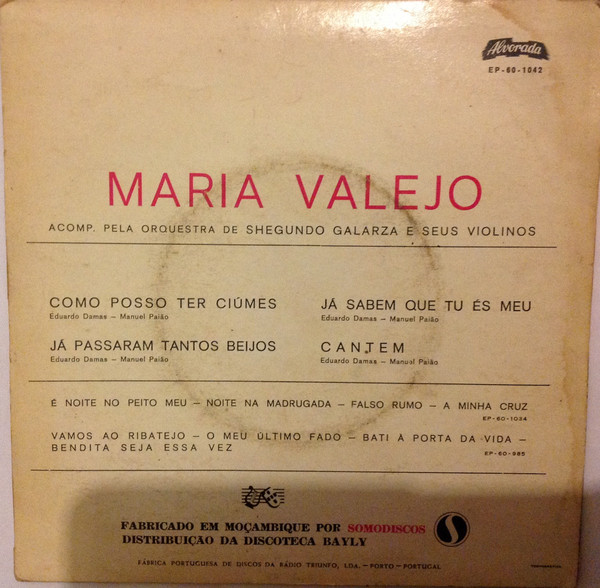 Alvorada
EP-60-1042
MARIA VALEJO
ACOMP. PELA ORQUESTRA DE SHEGUNDO GALARZA E SEUS VIOLINOS
COMO POSSO TER CIÚMES
Eduardo Damas – Manuel Paião
JÁ SABEM QUE TU ÉS MEU
Eduardo Damas – Manuel Paião
JÁ PASSARAM TANTOS BEIJOS
Eduardo Damas – Manuel Paião
CANTEM
Eduardo Damas – Manuel Paião
É NOITE NO PEITO MEU – NOITE NA MADRUGADA – FALSO RUMO – A MINHA CRUZ
EP-60-1034
VAMOS AO RIBATEJO – O MEU ÚLTIMO FADO – BATI À PORTA DA VIDA –
BENDITA SEJA ESSA VEZ
EP-60-985
FABRICADO EM MOÇAMBIQUE POR SOMODISCOS
DISTRIBUIÇÃO DA DISCOTECA BAYLY
FÁBRICA PORTUGUESA DE DISCOS DA RÁDIO TRIUNFO, LDA. – PORTO – PORTUGAL